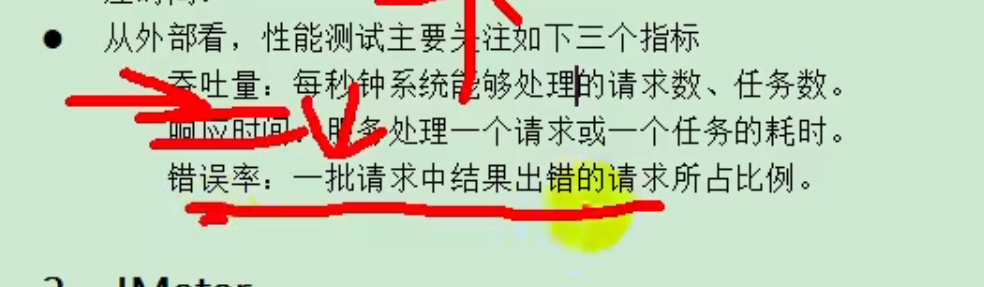 ● 从外部看，性能测试主要关注如下三个指标
吞吐量：每秒钟系统能够处理的请求数、任务数。
响应时间：服务处理一个请求或一个任务的耗时。
错误率：一批请求中结果出错的请求所占比例。